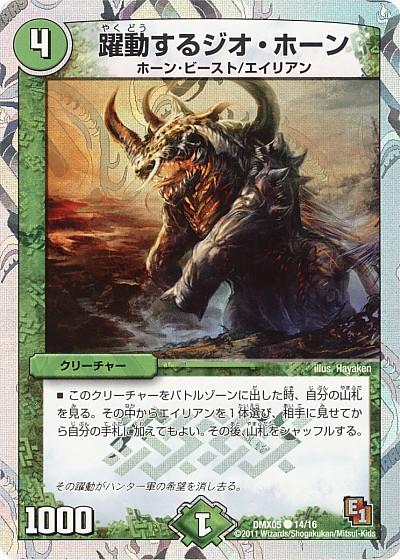 4
やく どう
躍動するジオ・ホーン
ホーン・ビースト/エイリアン
illus. Hayaken
クリーチャー
■このクリーチャーをバトルゾーンに出した時、自分の山札
を見る。その中からエイリアンを1体選び、相手に見せてか
ら自分の手札に加えてもよい。その後、山札をシャッフルする。
その躍動がハンター軍の希望を消し去る。
1000
1
E1
DMX05 ● 14/16
©2011 Wizards/Shogakukan/Mitsui-Kids